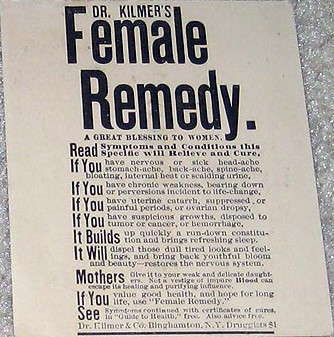 DR. KILMER'S
Female
Remedy.
A GREAT BLESSING TO WOMEN.
Read Symptoms and Conditions this
Specific will Relieve and Cure,
If You have nervous or sick head-ache
stomach-ache, back-ache, spine-ache,
bloating, internal heat or scalding urine,
If You have chronic weakness, bearing down
or perversions incident to life-change,
If You have uterine catarrh, suppressed or
painful periods, or ovarian dropsy,
If You have suspicious growths, disposed to
tumor or cancer, or hemorrhage,
It Builds up quickly a run-down constitu-
tion and brings refreshing sleep.
It Will dispel those dull tired looks and feel-
ings, and bring back youthful bloom
and beauty—restores the nervous system.
Mothers Give it to your weak and delicate daught-
ers. Not a vestige of Impure Blood can
escape its healing and purifying influence.
If You value good health, and hope for long
life, use "Female Remedy."
See Symptoms continued with certificates of cures,
in "Guide to Health," free. Also advice free.
Dr. Kilmer & Co. Binghamton, N.Y. Druggists $1